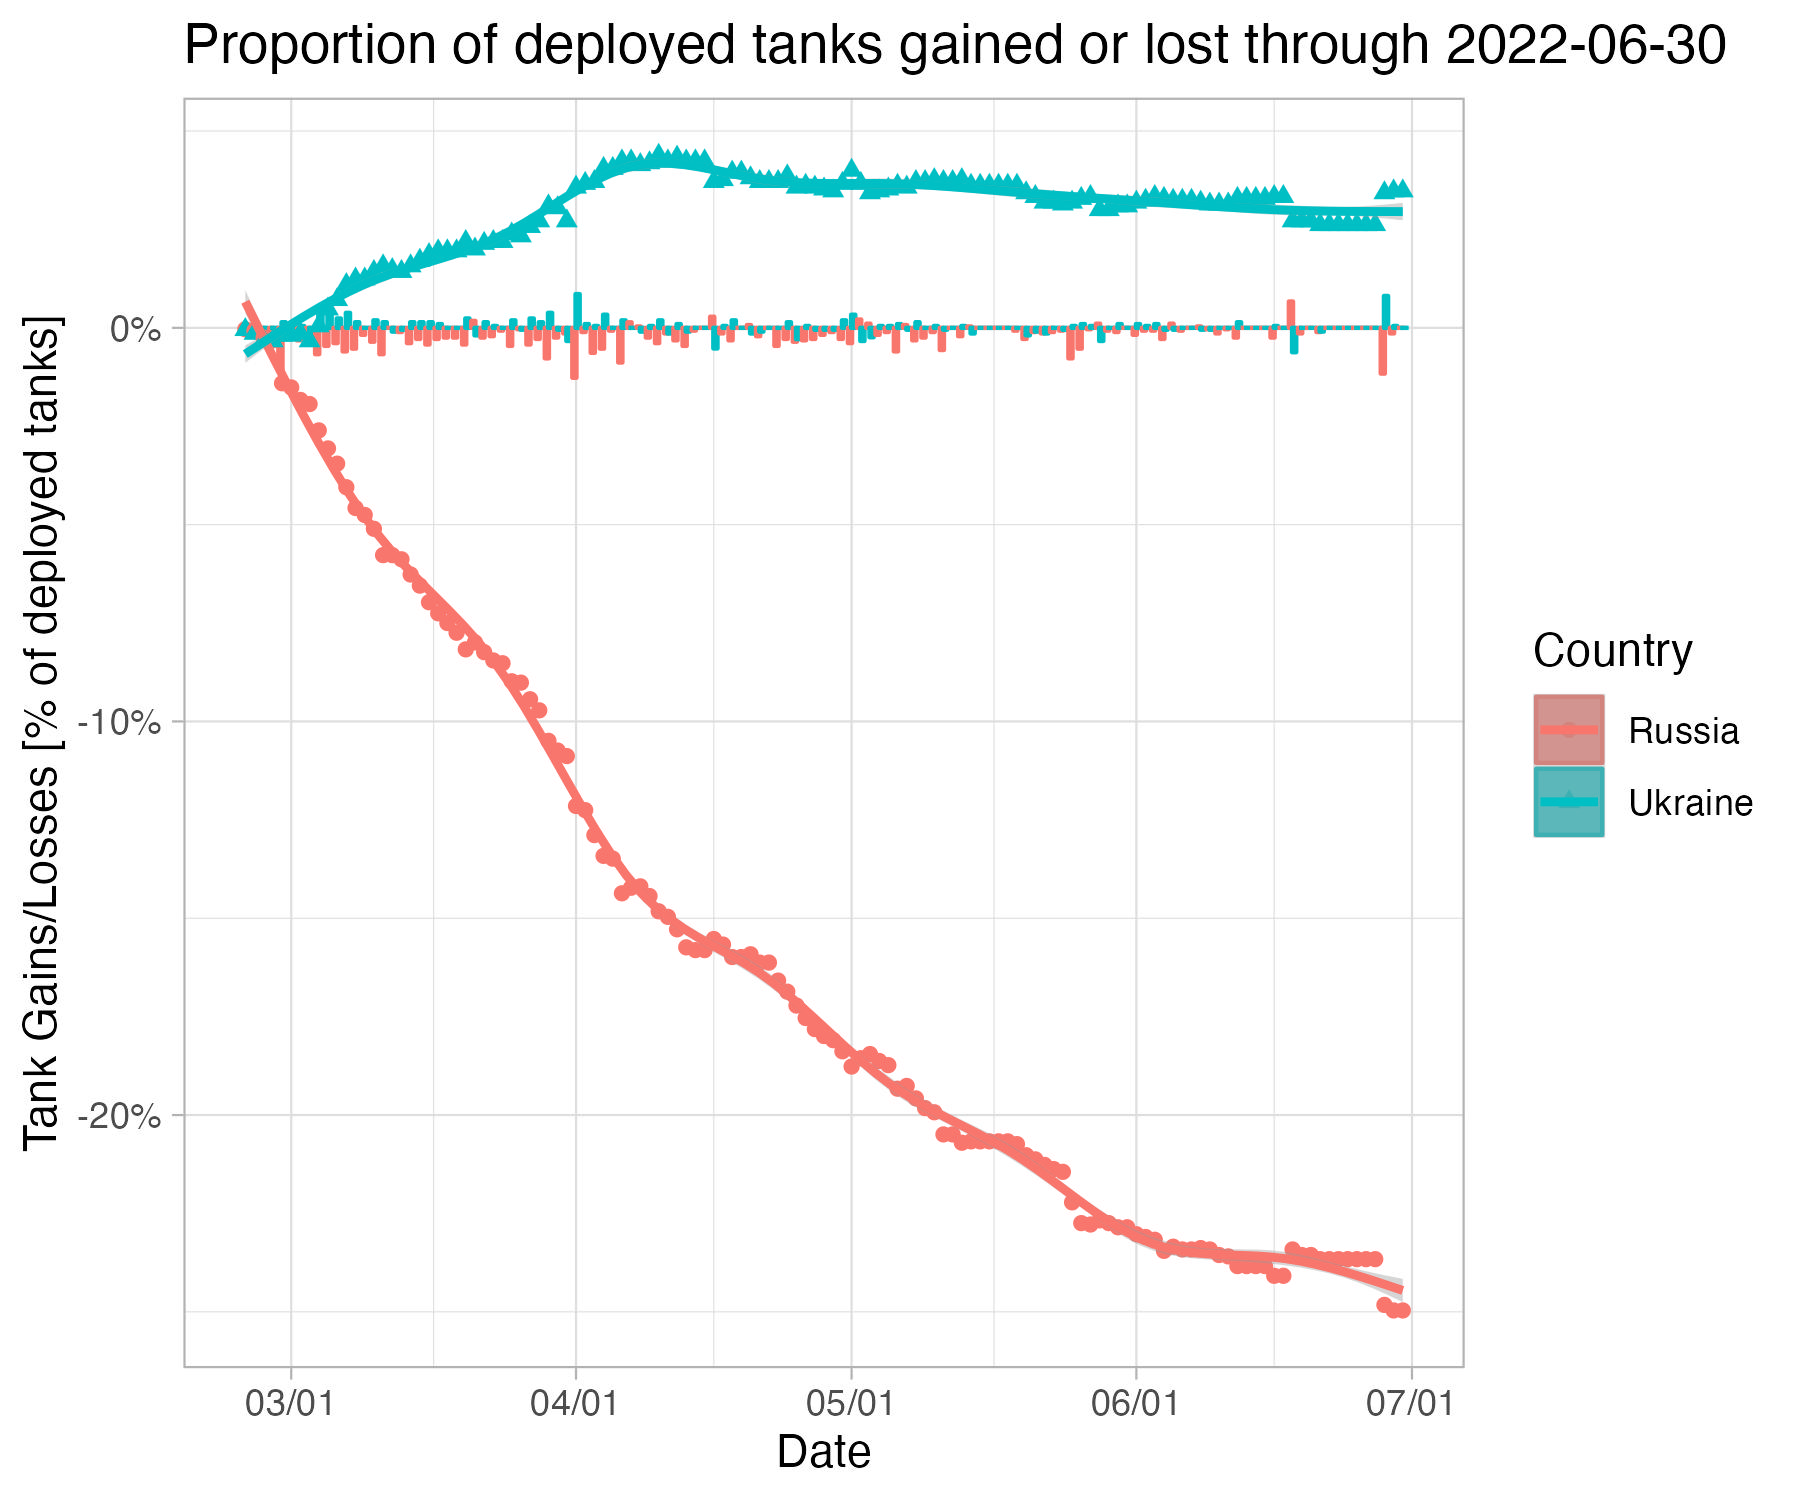 Proportion of deployed tanks gained or lost through 2022-06-30
Tank Gains/Losses [% of deployed tanks]
0%
-10%
-20%
03/01
04/01
05/01
06/01
07/01
Date
Country
Russia
Ukraine